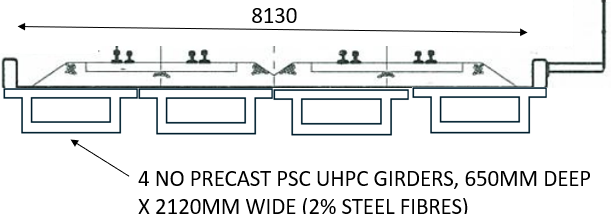 8130
4 NO PRECAST PSC UHPC GIRDERS, 650MM DEEP
X 2120MM WIDE (2% STEEL FIBRES)